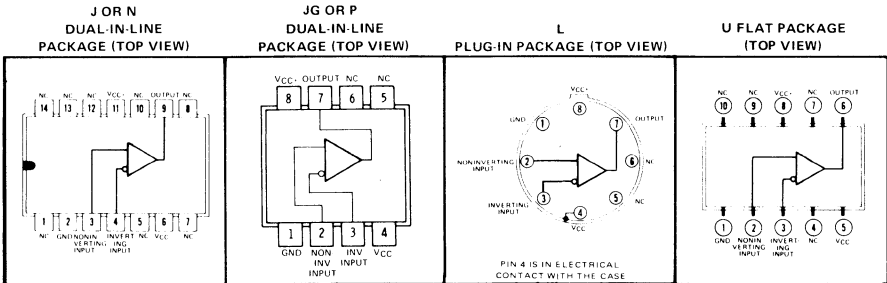 J OR N
DUAL-IN-LINE
PACKAGE (TOP VIEW)
NC NC NC VCC+ NC OUTPUT NC
14 13 12 11 10 9 8
1 2 3 4 5 6 7
NC GND NONIN INVERT NC VCC NC
VERTING ING
INPUT INPUT
JG OR P
DUAL-IN-LINE
PACKAGE (TOP VIEW)
VCC+ OUTPUT NC NC
8 7 6 5
1 2 3 4
GND NON INV VCC
INV INPUT
INPUT
L
PLUG-IN PACKAGE (TOP VIEW)
VCC+
8
GND 1 7 OUTPUT
NONINVERTING 2 6 NC
INPUT
INVERTING 3 5 NC
INPUT
4
VCC
PIN 4 IS IN ELECTRICAL
CONTACT WITH THE CASE
U FLAT PACKAGE
(TOP VIEW)
NC NC VCC+ NC OUTPUT
10 9 8 7 6
1 2 3 4 5
GND NONIN INVERT- NC VCC
VERTING ING
INPUT INPUT